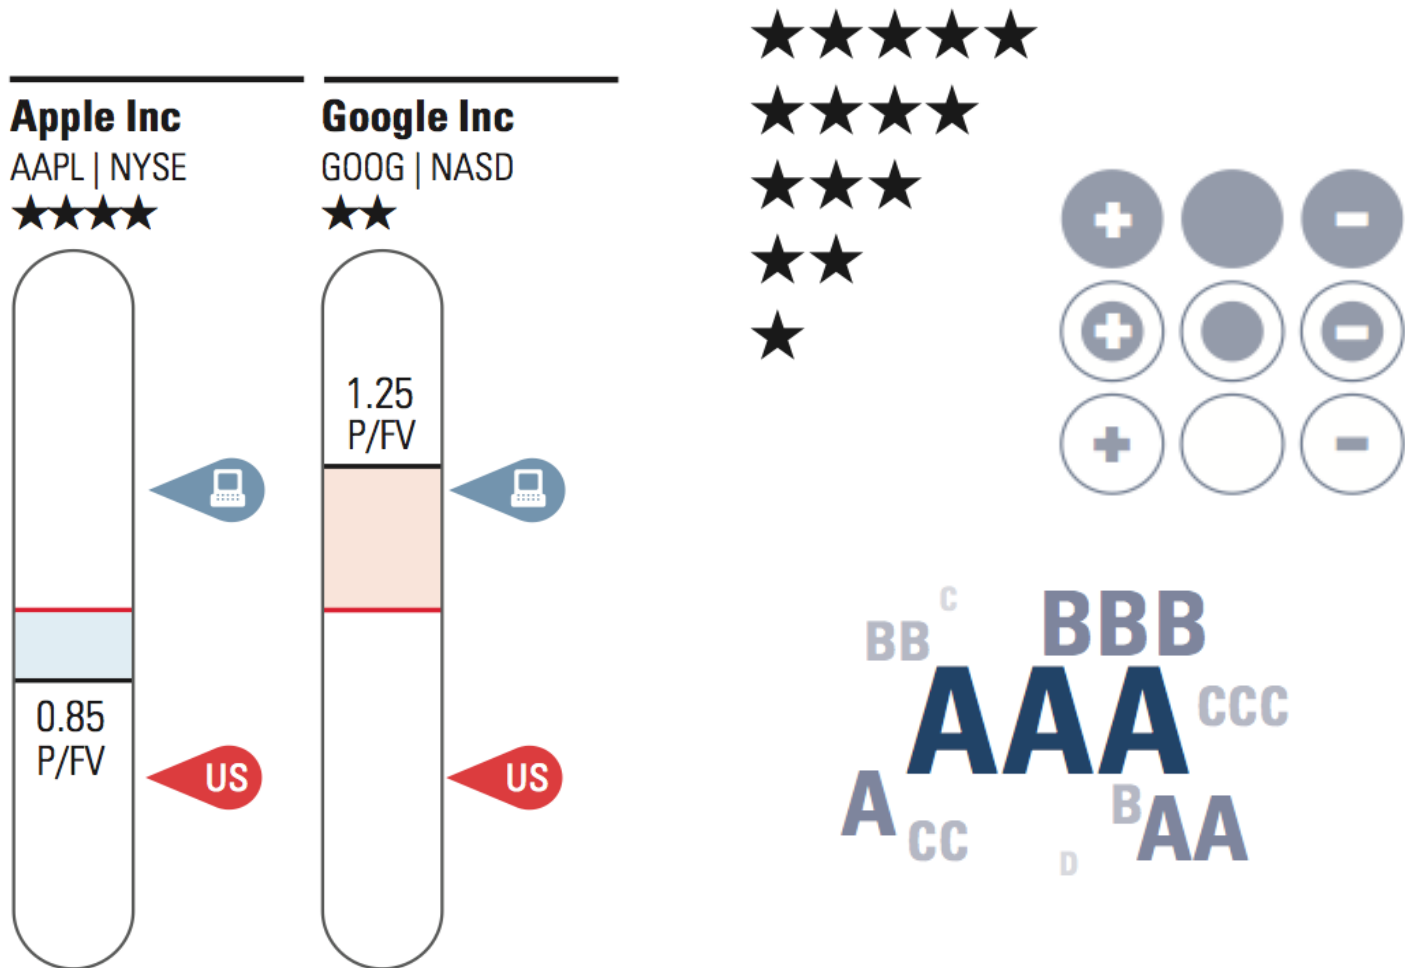 Apple Inc
AAPL | NYSE
★★★★
0.85
P/FV
US
Google Inc
GOOG | NASD
★★
1.25
P/FV
US
★★★★★
★★★★
★★★
★★
★
+ -
+ -
+ -
C
BB BBB
AAA CCC
A B AA
CC D